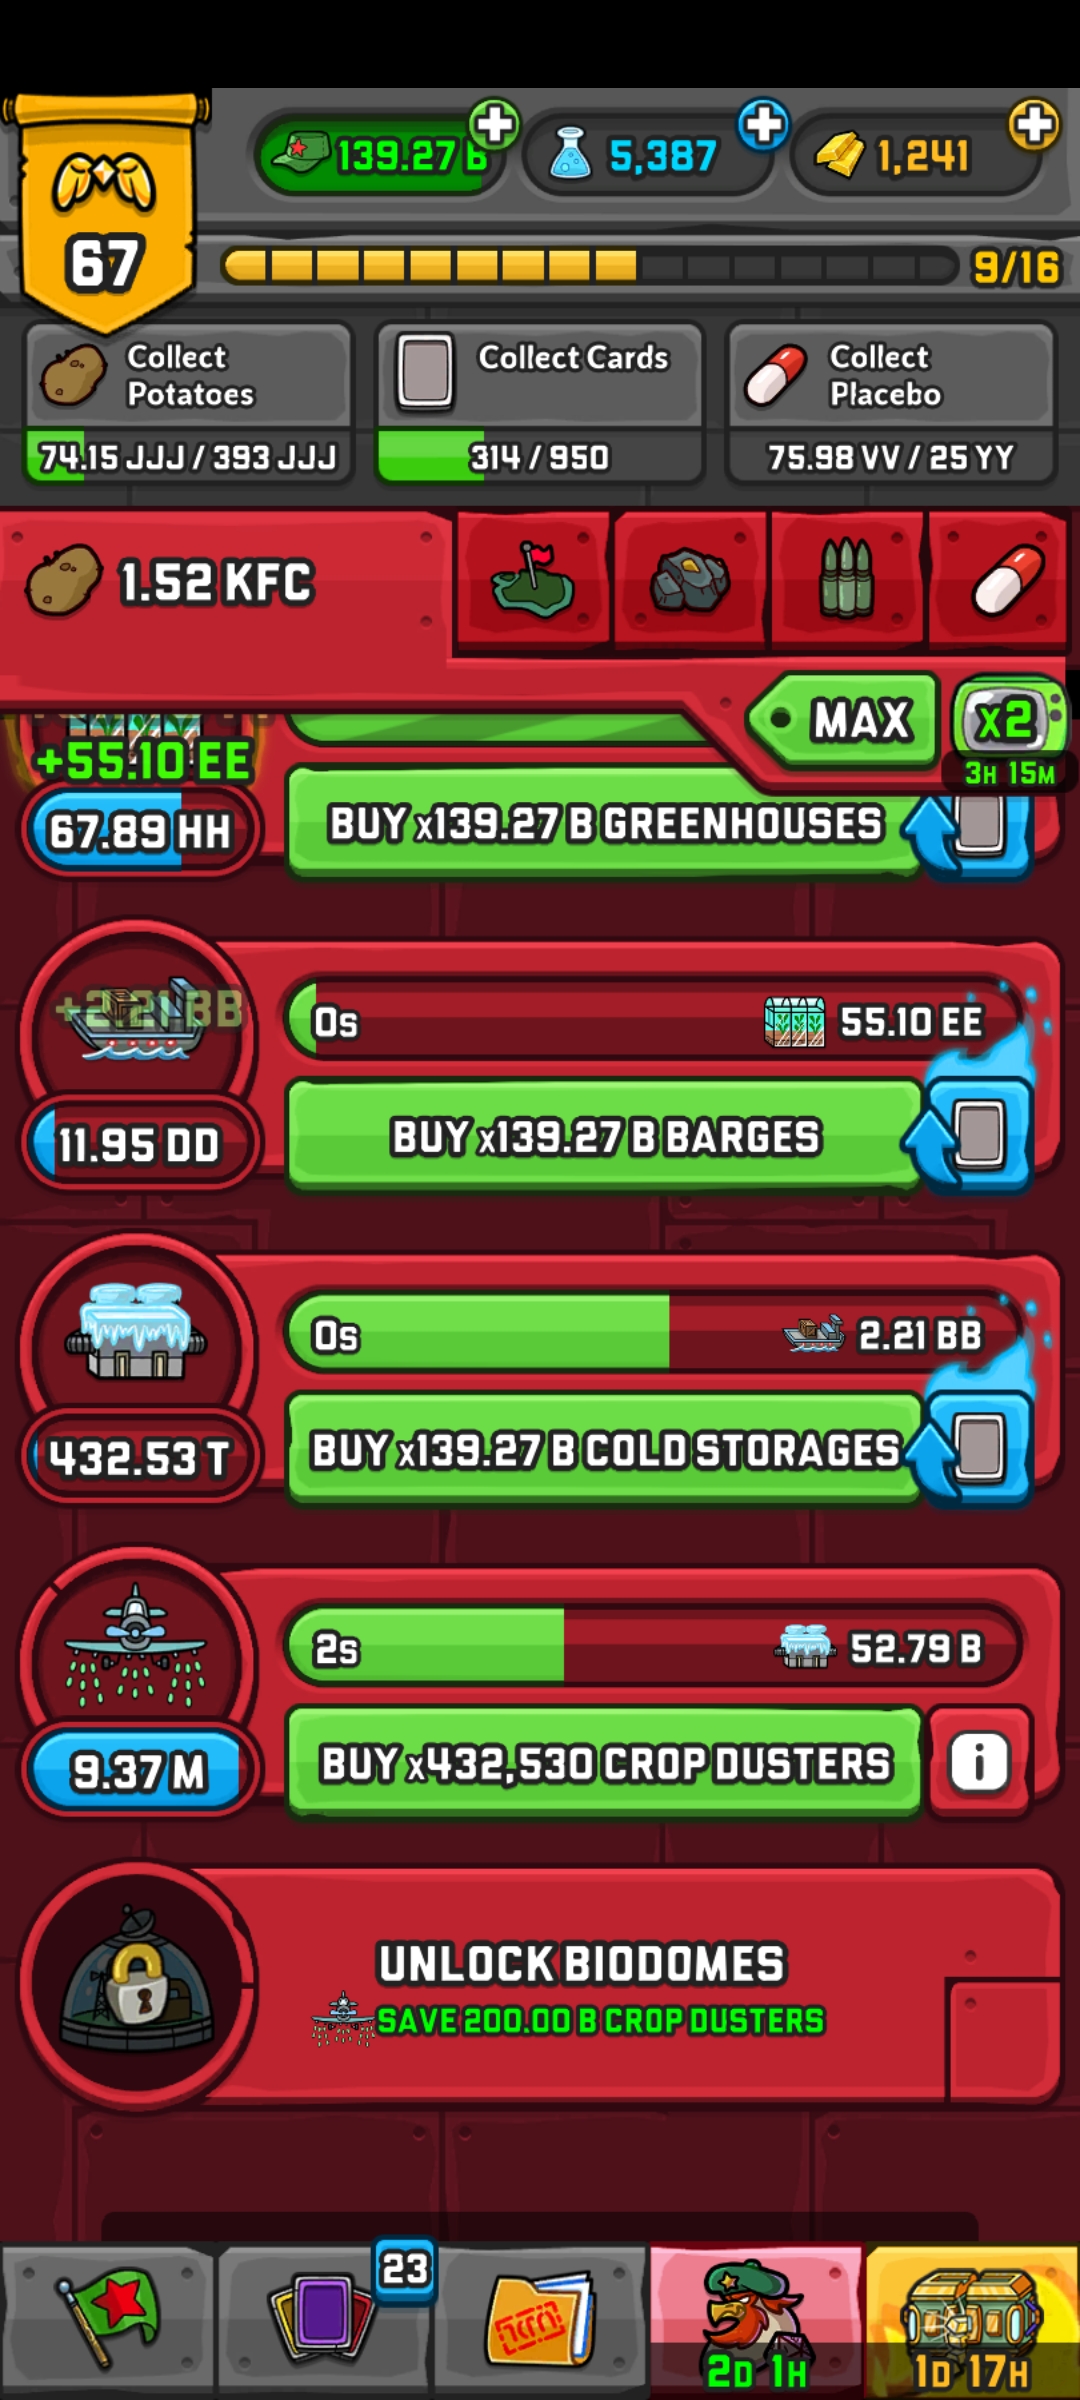 139.27 B
5,387
1,241
67
9/16
Collect
Potatoes
74.15 JJJ / 393 JJJ
Collect Cards
314 / 950
Collect
Placebo
75.98 VV / 25 YY
1.52 KFC
MAX
x2
3H 15M
+55.10 EE
67.89 HH
BUY x139.27 B GREENHOUSES
+2.21 BB
0s
55.10 EE
11.95 DD
BUY x139.27 B BARGES
0s
2.21 BB
432.53 T
BUY x139.27 B COLD STORAGES
2s
52.79 B
9.37 M
BUY x432,530 CROP DUSTERS
i
UNLOCK BIODOMES
SAVE 200.00 B CROP DUSTERS
23
2D 1H
1D 17H